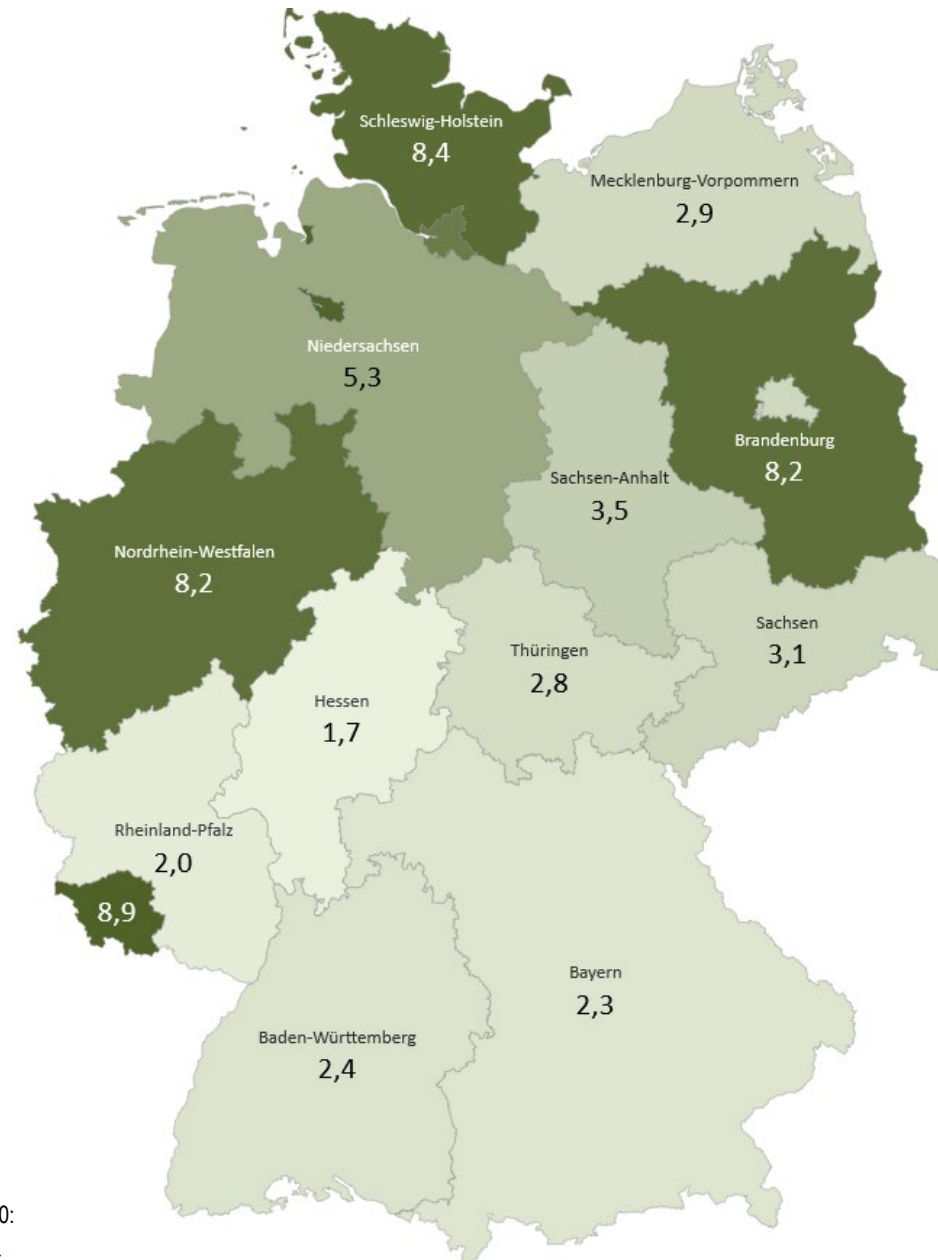 Schleswig-Holstein
8,4
Mecklenburg-Vorpommern
2,9
Niedersachsen
5,3
Brandenburg
8,2
Sachsen-Anhalt
3,5
Nordrhein-Westfalen
8,2
Sachsen
3,1
Thüringen
2,8
Hessen
1,7
Rheinland-Pfalz
2,0
8,9
Bayern
2,3
Baden-Württemberg
2,4
0: